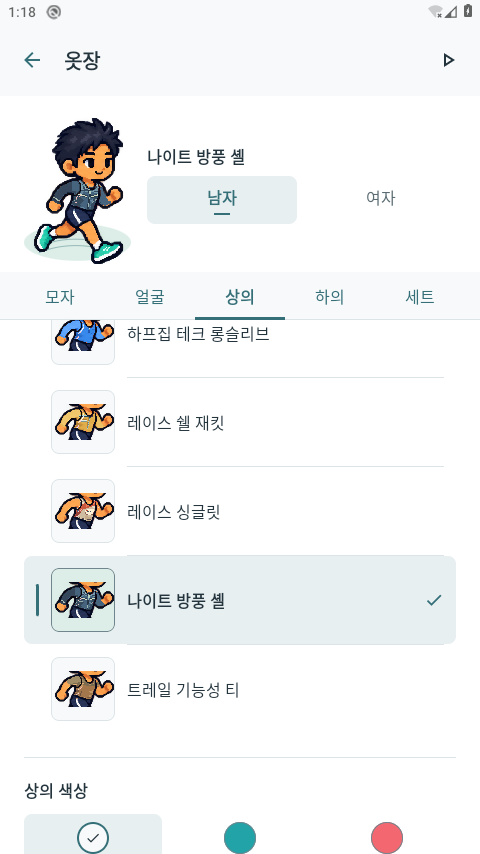 1:18
옷장
나이트 방풍 셸
남자
여자
모자
얼굴
상의
하의
세트
하프집 테크 롱슬리브
레이스 쉘 재킷
레이스 싱글릿
나이트 방풍 셸
트레일 기능성 티
상의 색상